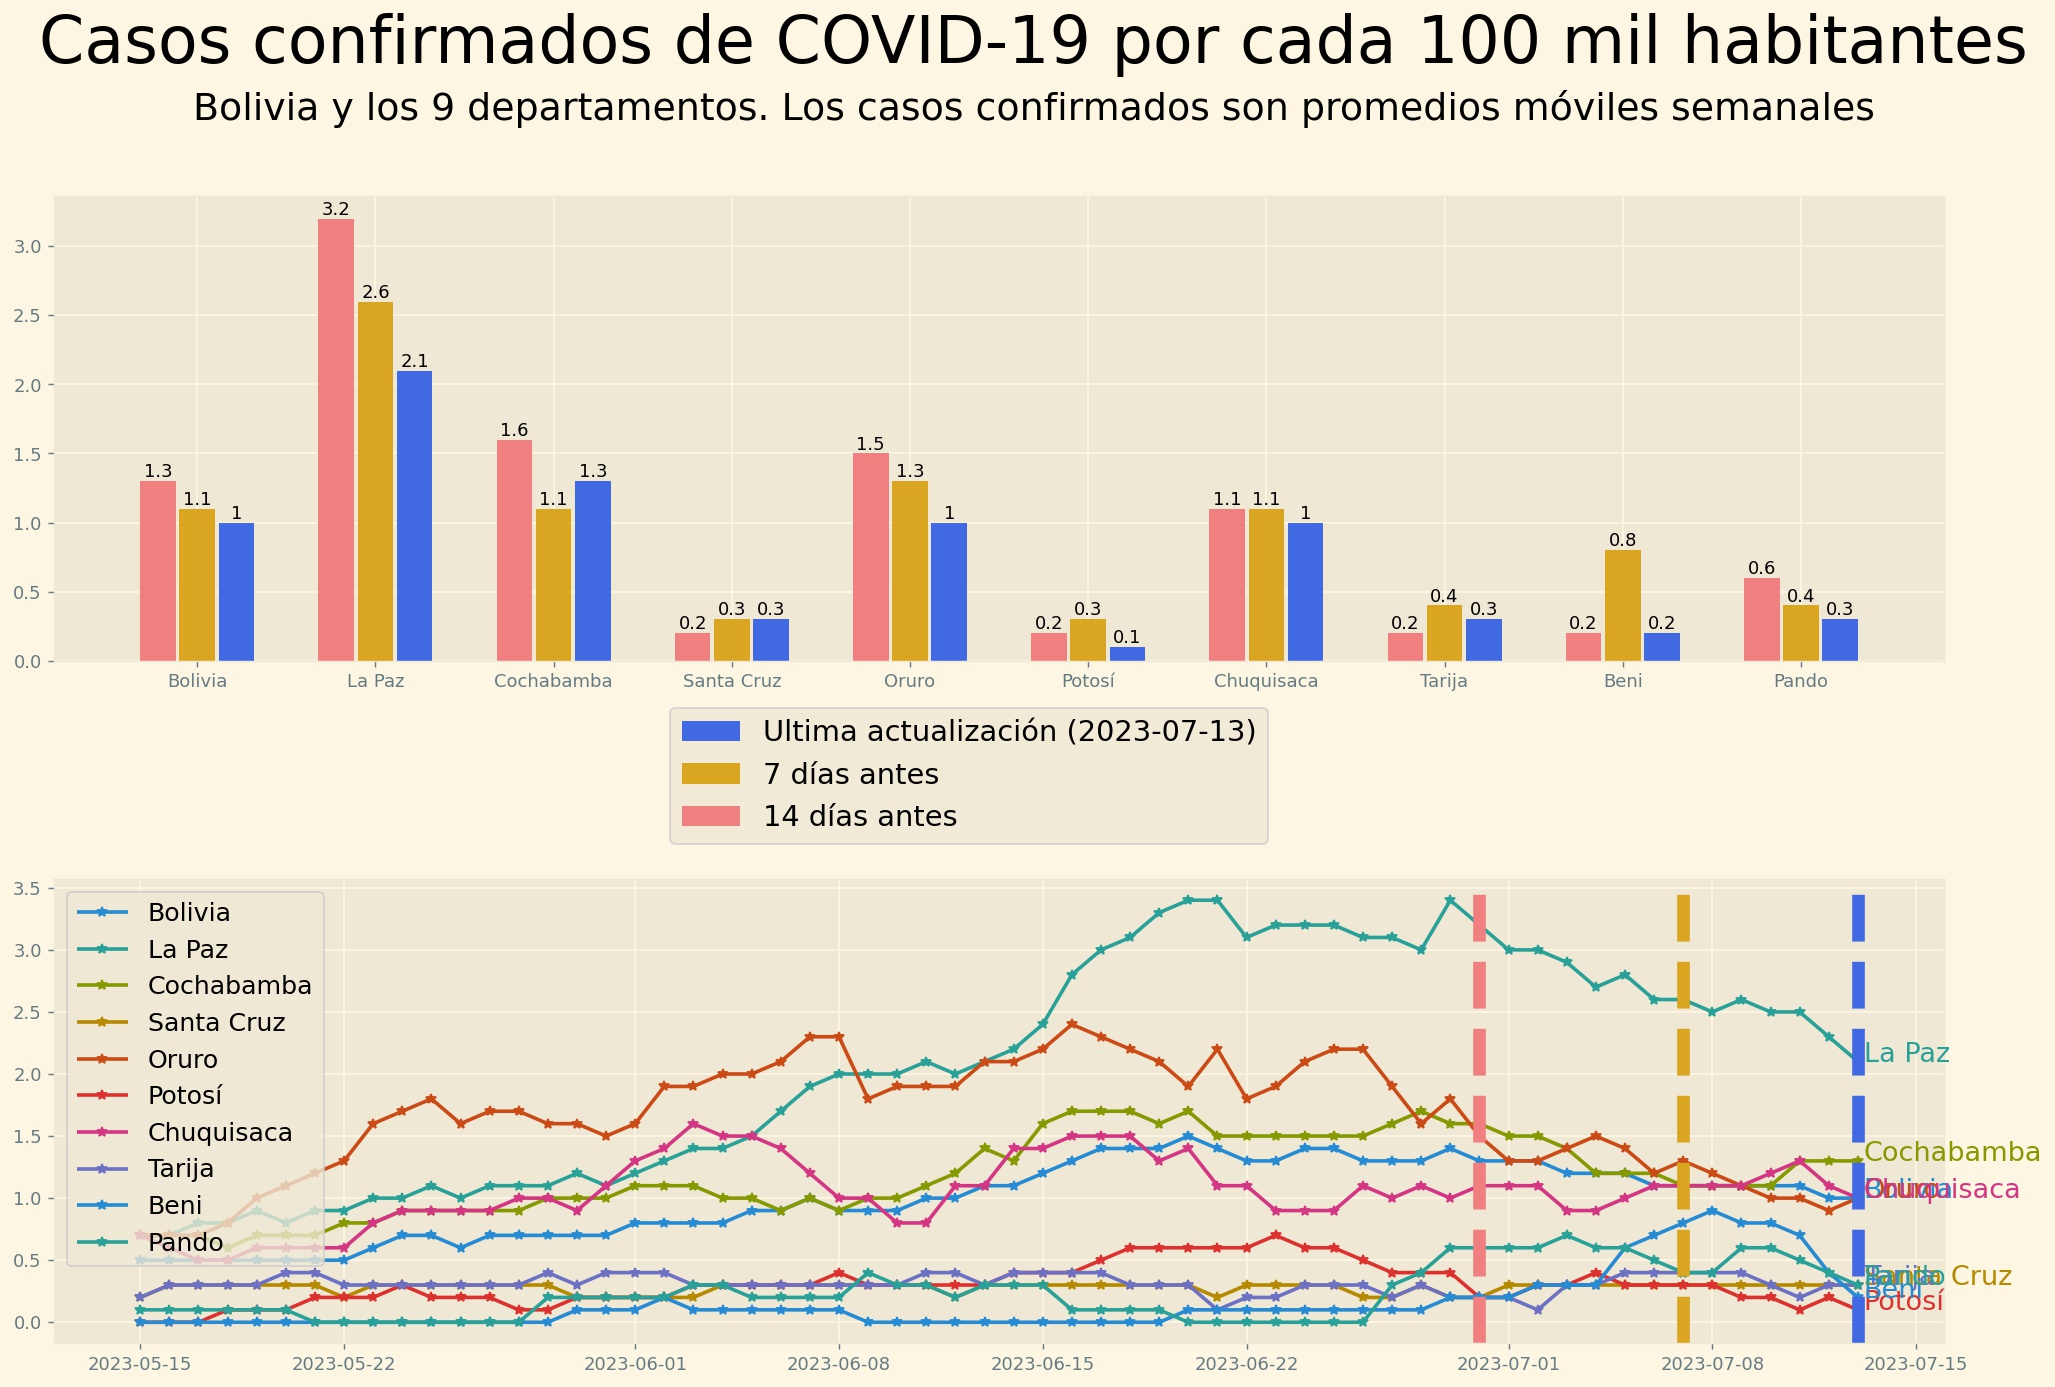 Casos confirmados de COVID-19 por cada 100 mil habitantes
Bolivia y los 9 departamentos. Los casos confirmados son promedios móviles semanales
3.0
2.5
2.0
1.5
1.0
0.5
0.0
1.3 1.1 1
3.2 2.6 2.1
1.6 1.1 1.3
0.2 0.3 0.3
1.5 1.3 1
0.2 0.3 0.1
1.1 1.1 1
0.2 0.4 0.3
0.2 0.8 0.2
0.6 0.4 0.3
Bolivia La Paz Cochabamba Santa Cruz Oruro Potosí Chuquisaca Tarija Beni Pando
Ultima actualización (2023-07-13)
7 días antes
14 días antes
3.5
3.0
2.5
2.0
1.5
1.0
0.5
0.0
Bolivia
La Paz
Cochabamba
Santa Cruz
Oruro
Potosí
Chuquisaca
Tarija
Beni
Pando
La Paz
Cochabamba
Bolivia
Oruro
Chuquisaca
Tarija
Pando
Santa Cruz
Beni
Potosí
2023-05-15 2023-05-22 2023-06-01 2023-06-08 2023-06-15 2023-06-22 2023-07-01 2023-07-08 2023-07-15